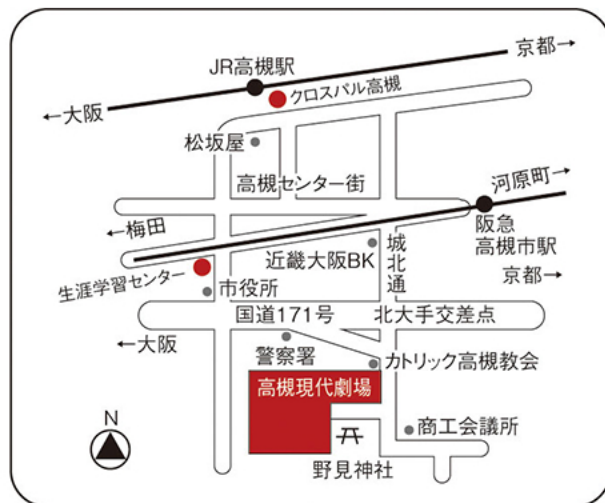 京都→
JR高槻駅
クロスパル高槻
←大阪
松坂屋
高槻センター街
河原町→
←梅田
阪急
高槻市駅
城北通
近畿大阪BK
生涯学習センター
市役所
京都→
国道171号
北大手交差点
←大阪
警察署
カトリック高槻教会
高槻現代劇場
N
商工会議所
野見神社